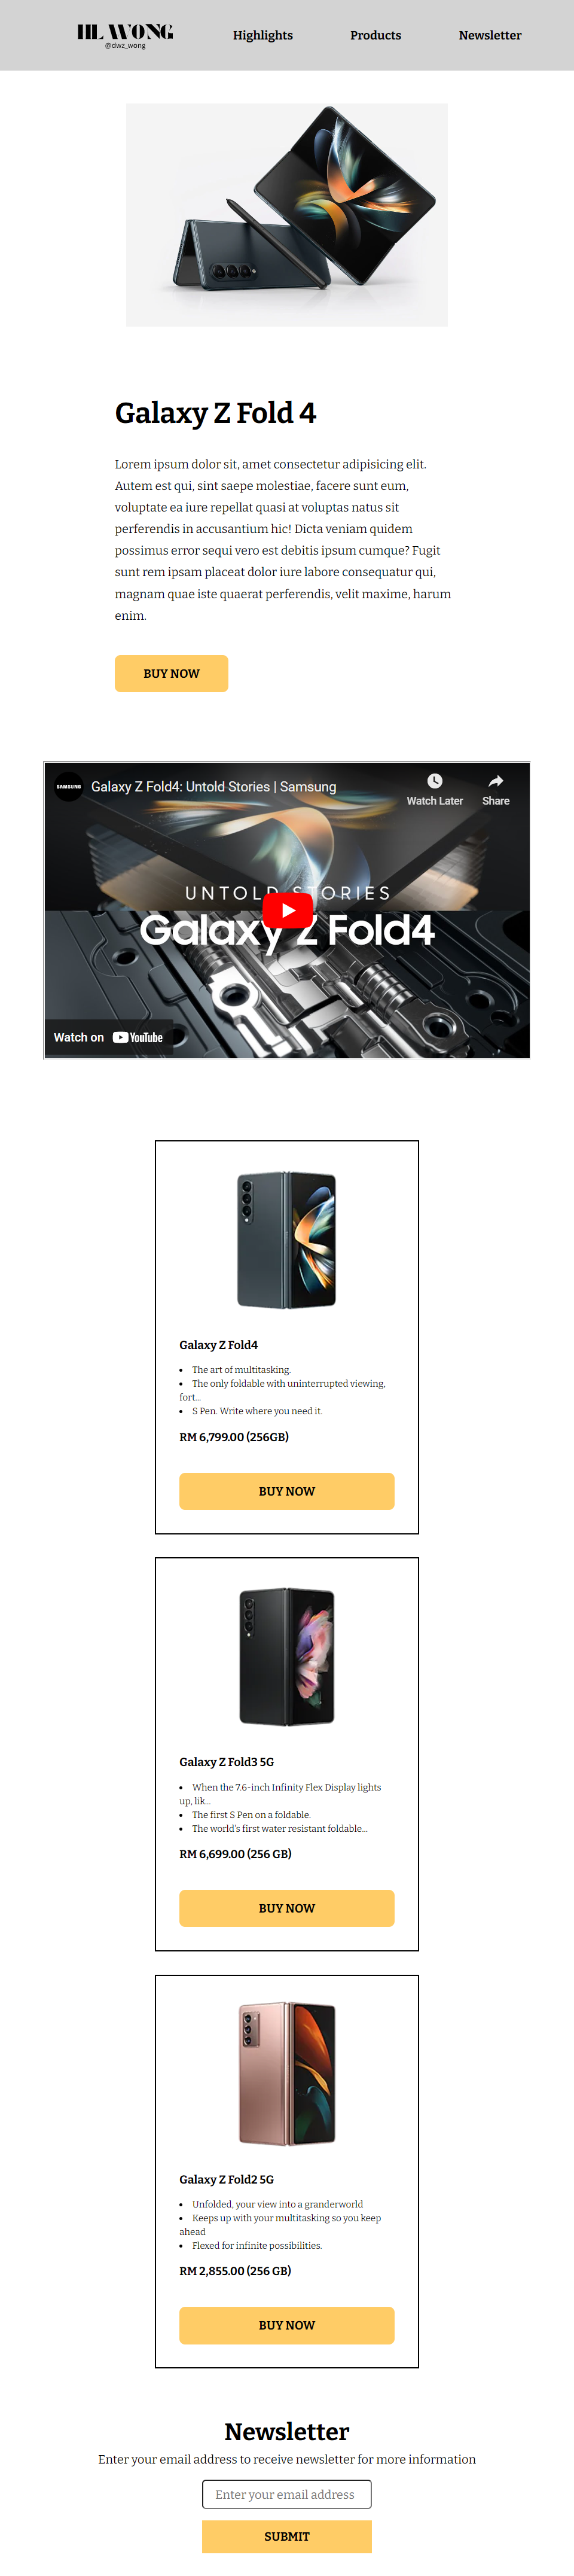 HL WONG
@dwz_wong
Highlights
Products
Newsletter
Galaxy Z Fold 4
Lorem ipsum dolor sit, amet consectetur adipisicing elit.
Autem est qui, sint saepe molestiae, facere sunt eum,
voluptate ea iure repellat quasi at voluptas natus sit
perferendis in accusantium hic! Dicta veniam quidem
possimus error sequi vero est debitis ipsum cumque? Fugit
sunt rem ipsam placeat dolor iure labore consequatur qui,
magnam quae iste quaerat perferendis, velit maxime, harum
enim.
BUY NOW
SAMSUNG
Galaxy Z Fold4: Untold Stories | Samsung
Watch Later
Share
UNTOLD STORIES
Galaxy Z Fold4
Watch on YouTube
Galaxy Z Fold4
• The art of multitasking.
• The only foldable with uninterrupted viewing,
fort...
• S Pen. Write where you need it.
RM 6,799.00 (256GB)
BUY NOW
Galaxy Z Fold3 5G
• When the 7.6-inch Infinity Flex Display lights
up, lik...
• The first S Pen on a foldable.
• The world's first water resistant foldable...
RM 6,699.00 (256 GB)
BUY NOW
Galaxy Z Fold2 5G
• Unfolded, your view into a granderworld
• Keeps up with your multitasking so you keep
ahead
• Flexed for infinite possibilities.
RM 2,855.00 (256 GB)
BUY NOW
Newsletter
Enter your email address to receive newsletter for more information
Enter your email address
SUBMIT